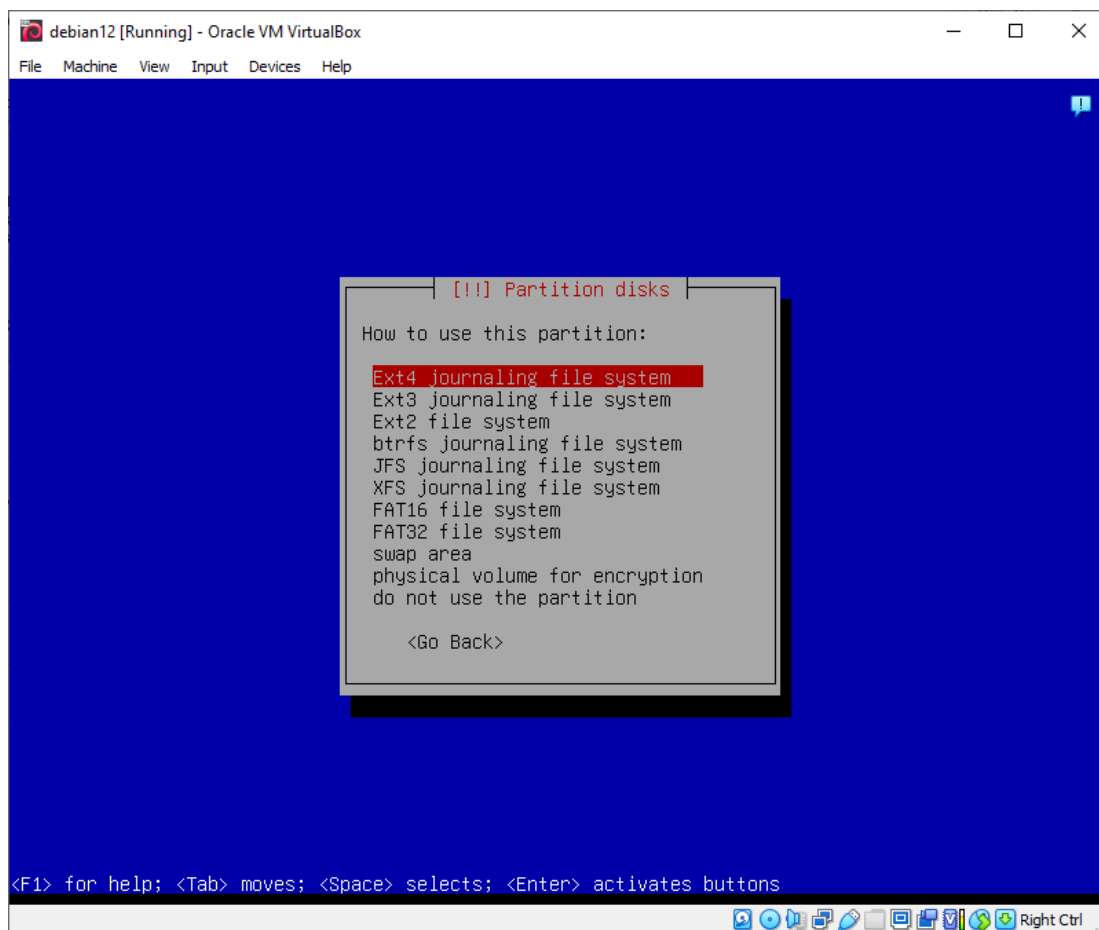 debian12 [Running] - Oracle VM VirtualBox
File Machine View Input Devices Help
[!!] Partition disks
How to use this partition:
Ext4 journaling file system
Ext3 journaling file system
Ext2 file system
btrfs journaling file system
JFS journaling file system
XFS journaling file system
FAT16 file system
FAT32 file system
swap area
physical volume for encryption
do not use the partition
<Go Back>
<F1> for help; <Tab> moves; <Space> selects; <Enter> activates buttons
Right Ctrl